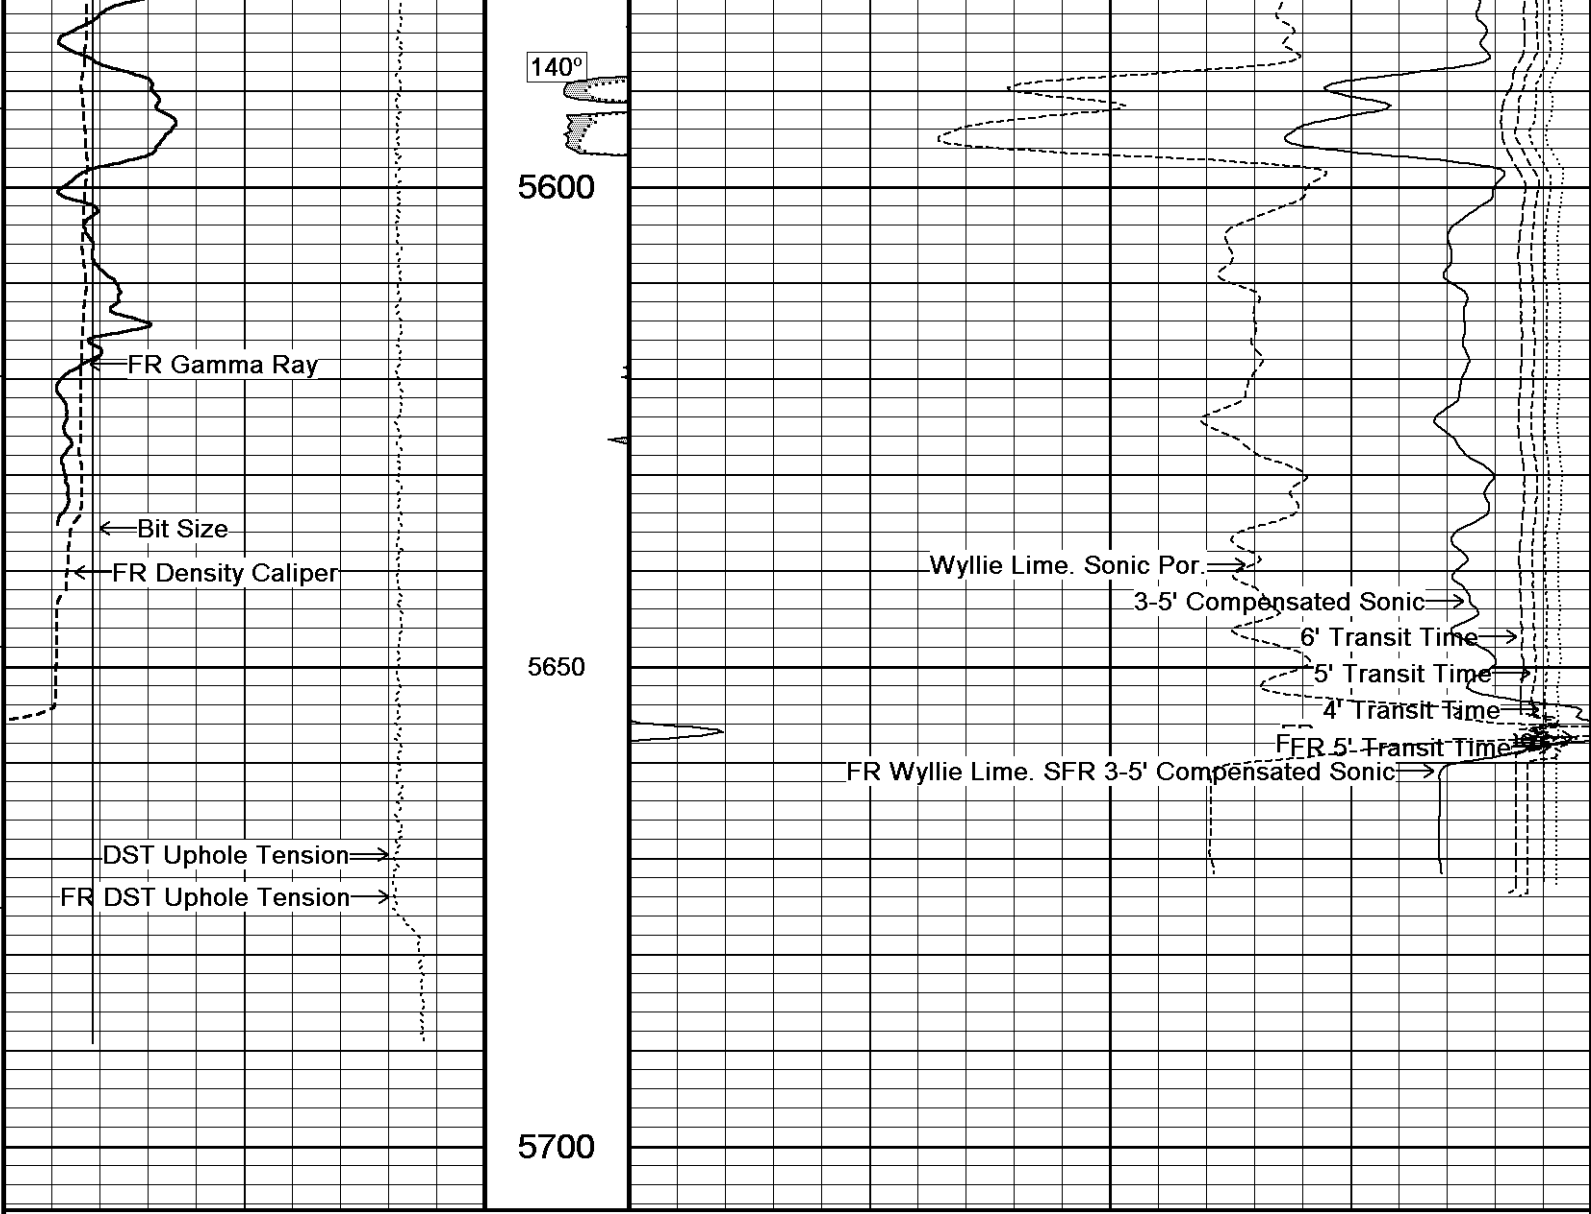 140°
5600
FR Gamma Ray
Bit Size
Wyllie Lime. Sonic Por.
FR Density Caliper
3-5' Compensated Sonic
6' Transit Time
5650
5' Transit Time
4' Transit Time
FR 5' Transit Time
FR Wyllie Lime. SFR 3-5' Compensated Sonic
DST Uphole Tension
FR DST Uphole Tension
5700